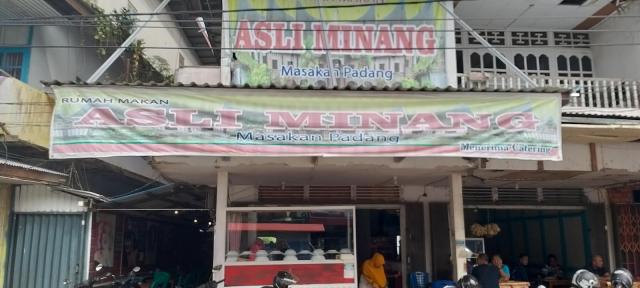 ASLI MINANG
Masakan Padang
RUMAH MAKAN
ASLI MINANG
Masakan Padang
Menerima Catering